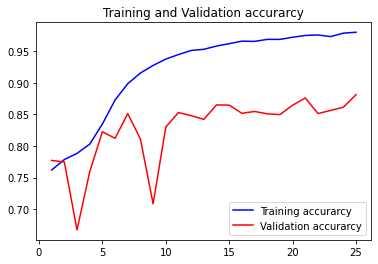 Training and Validation accurarcy
0.95
0.90
0.85
0.80
0.75
0.70
Training accurarcy
Validation accurarcy
0 5 10 15 20 25